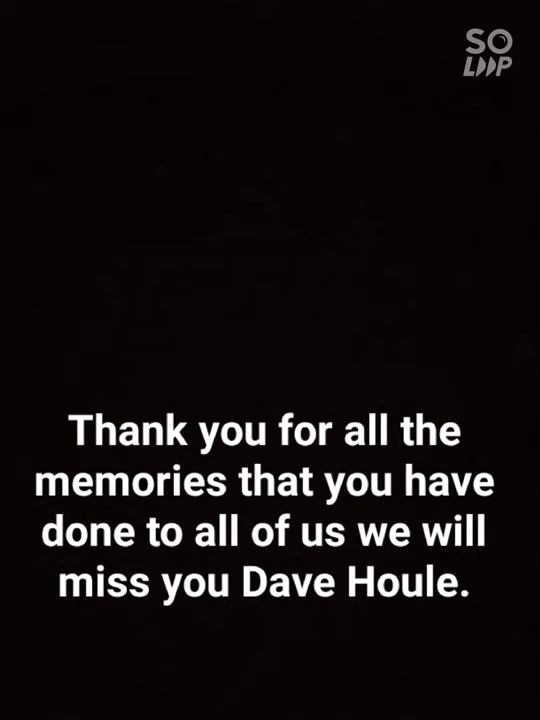 SO
LOOP
Thank you for all the
memories that you have
done to all of us we will
miss you Dave Houle.